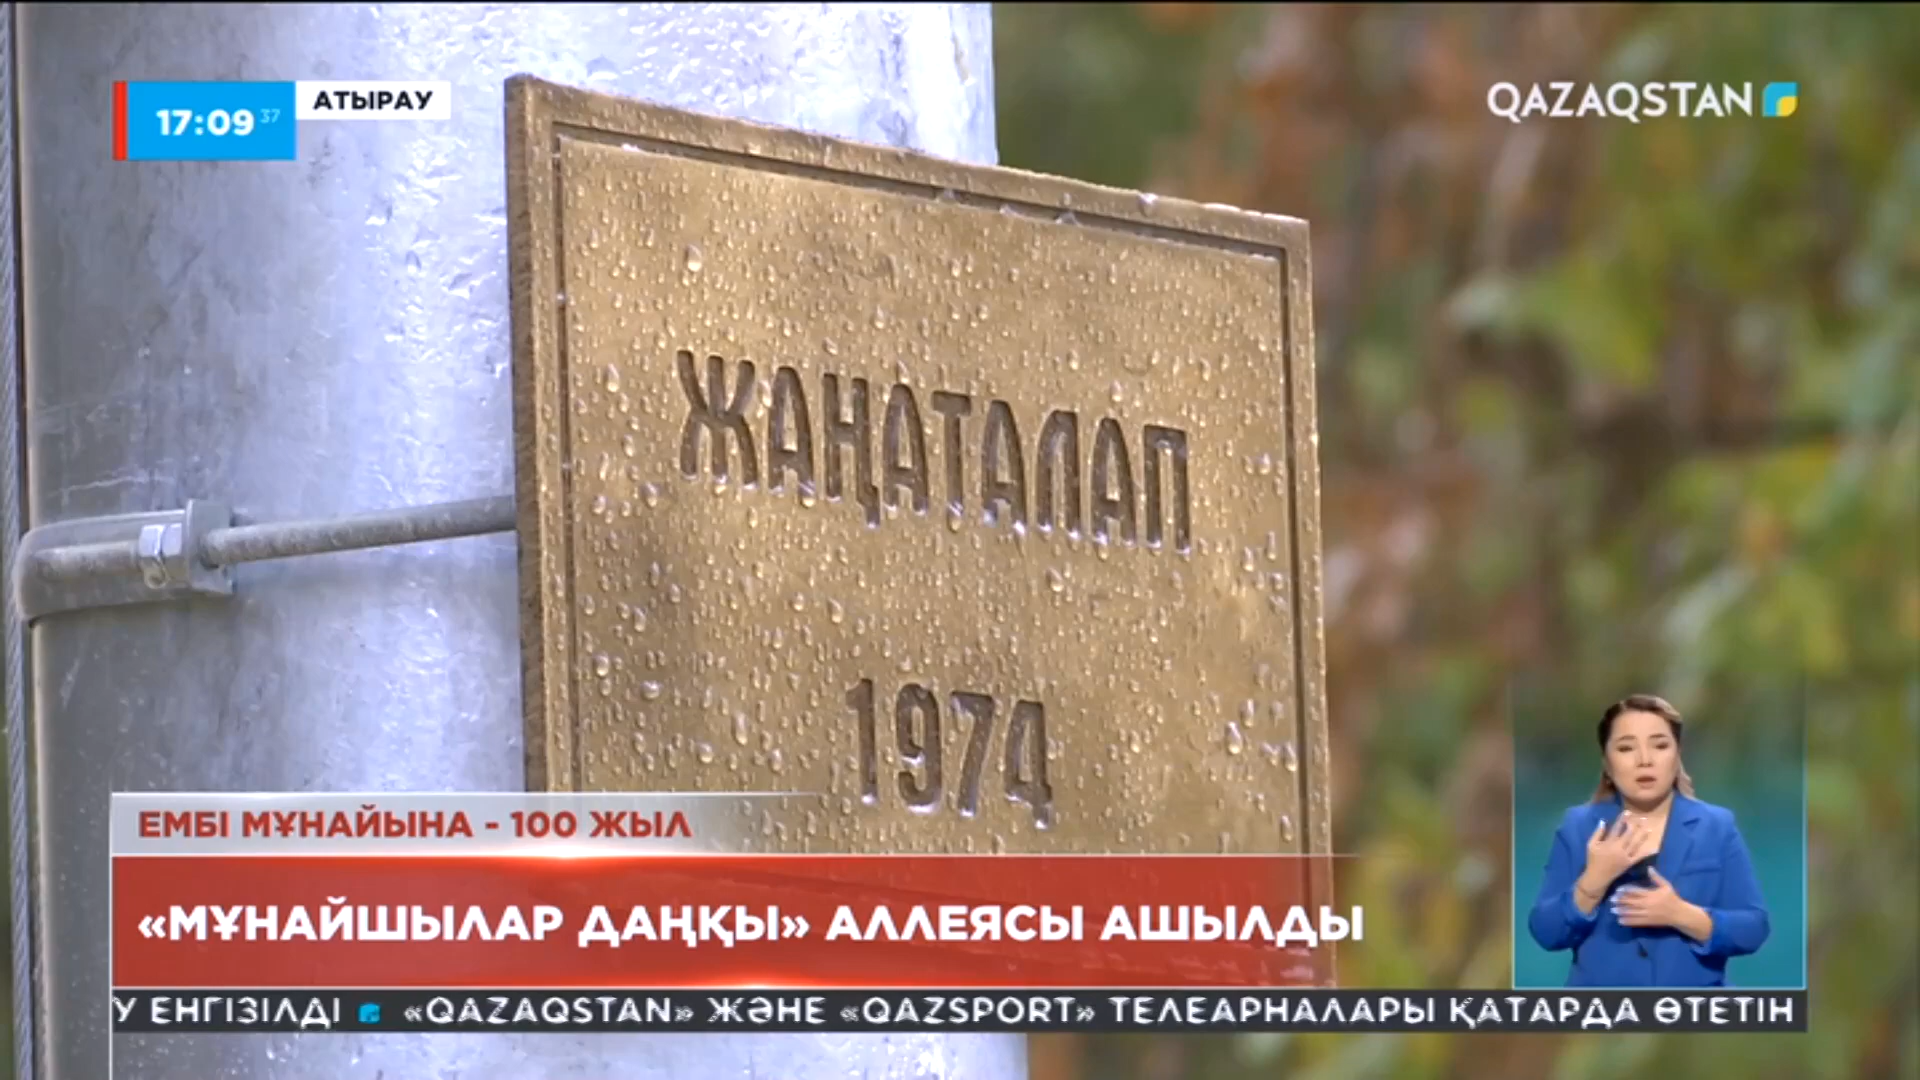 17:09 37
АТЫРАУ
QAZAQSTAN
ЖАҢАТАЛАП
1974
ЕМБІ МҰНАЙЫНА - 100 ЖЫЛ
«МҰНАЙШЫЛАР ДАҢҚЫ» АЛЛЕЯСЫ АШЫЛДЫ
У ЕНГІЗІЛДІ «QAZAQSTAN» ЖӘНЕ «QAZSPORT» ТЕЛЕАРНАЛАРЫ ҚАТАРДА ӨТЕТІН